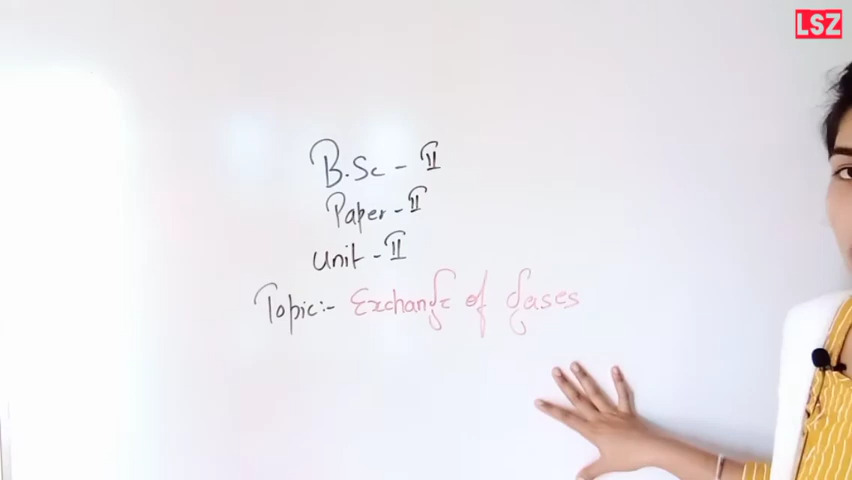 LSZ
B.Sc - II
Paper - II
Unit - II
Topic:- Exchange of Gases